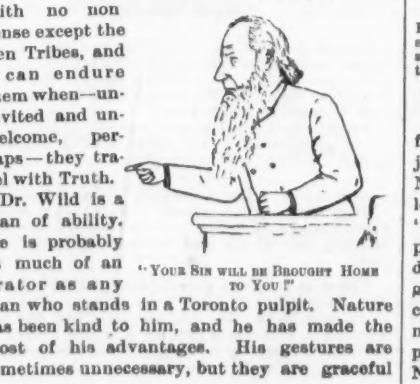 ith no non
ense except the
en Tribes, and
can endure
hem when—un-
vited and un-
elcome, per-
aps—they tra-
el with Truth.
Dr. Wild is a
an of ability.
e is probably
much of an
rator as any
"YOUR SIN WILL BE BROUGHT HOME
TO YOU!"
an who stands in a Toronto pulpit. Nature
as been kind to him, and he has made the
ost of his advantages. His gestures are
metimes unnecessary, but they are graceful